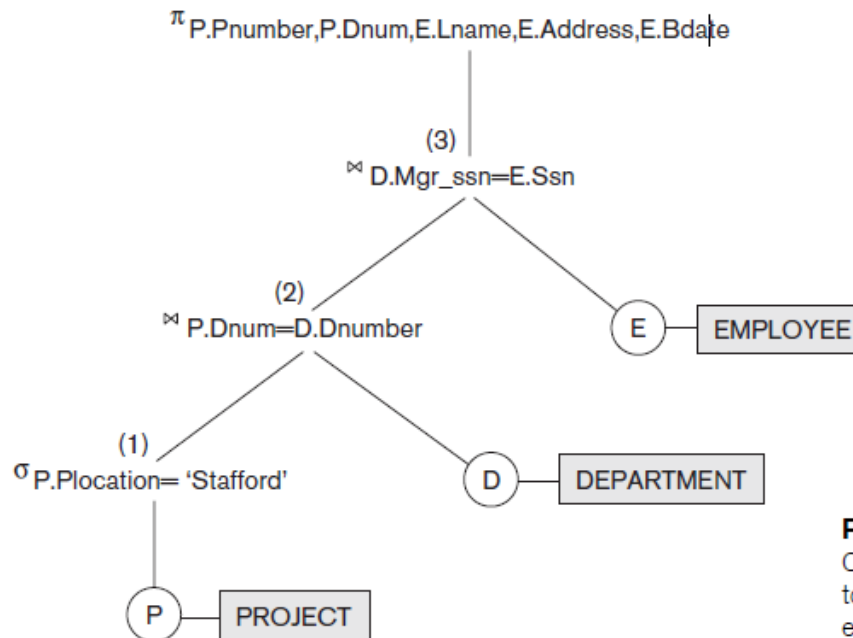 π P.Pnumber,P.Dnum,E.Lname,E.Address,E.Bdate
(3)
⋈ D.Mgr_ssn=E.Ssn
(2)
⋈ P.Dnum=D.Dnumber
E
EMPLOYEE
(1)
σ P.Plocation= ‘Stafford’
D
DEPARTMENT
P
PROJECT